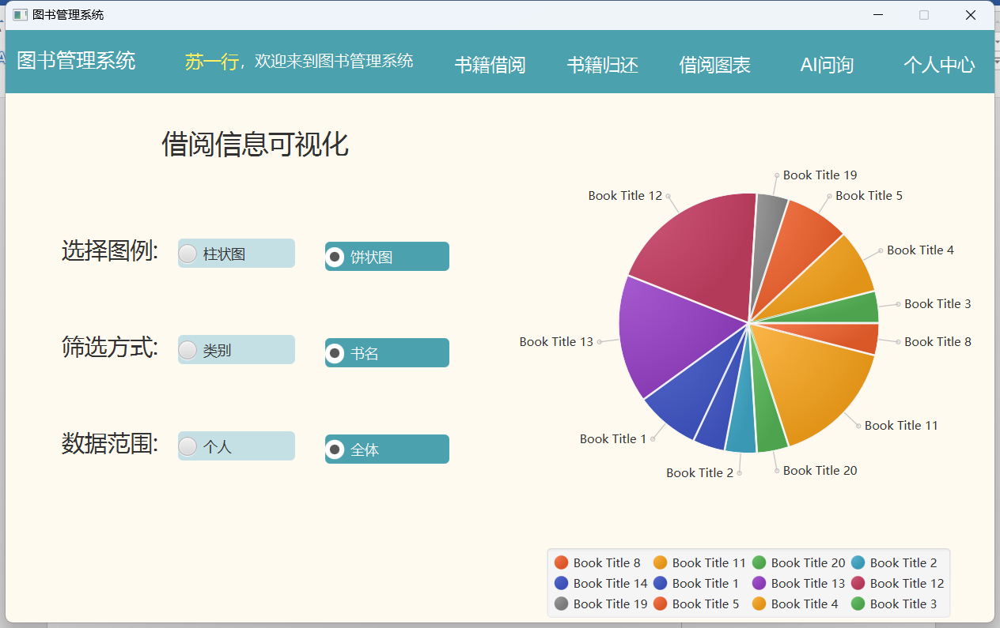 图书管理系统
图书管理系统
苏一行，欢迎来到图书管理系统
书籍借阅
书籍归还
借阅图表
AI问询
个人中心
借阅信息可视化
选择图例:
柱状图
饼状图
筛选方式:
类别
书名
数据范围:
个人
全体
Book Title 19
Book Title 12
Book Title 5
Book Title 4
Book Title 3
Book Title 13
Book Title 8
Book Title 11
Book Title 1
Book Title 2
Book Title 20
Book Title 8 Book Title 11 Book Title 20 Book Title 2
Book Title 14 Book Title 1 Book Title 13 Book Title 12
Book Title 19 Book Title 5 Book Title 4 Book Title 3